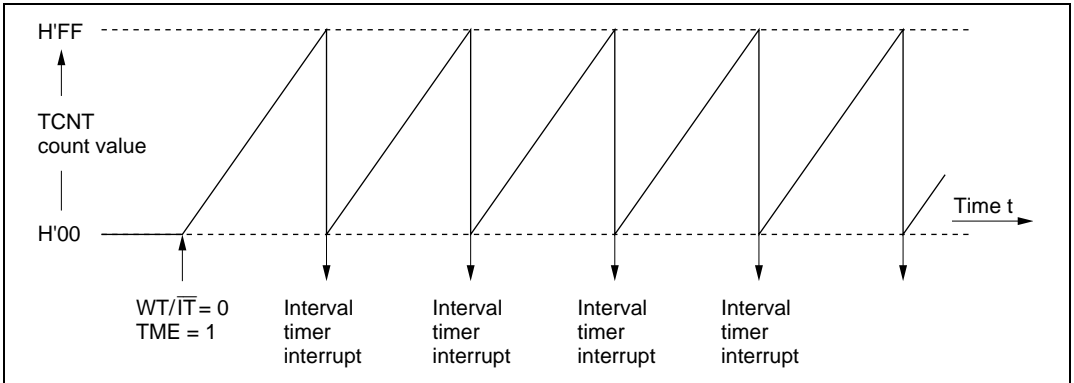 H'FF
TCNT
count value
H'00
Time t
WT/I̅T̅ = 0
TME = 1
Interval
timer
interrupt
Interval
timer
interrupt
Interval
timer
interrupt
Interval
timer
interrupt